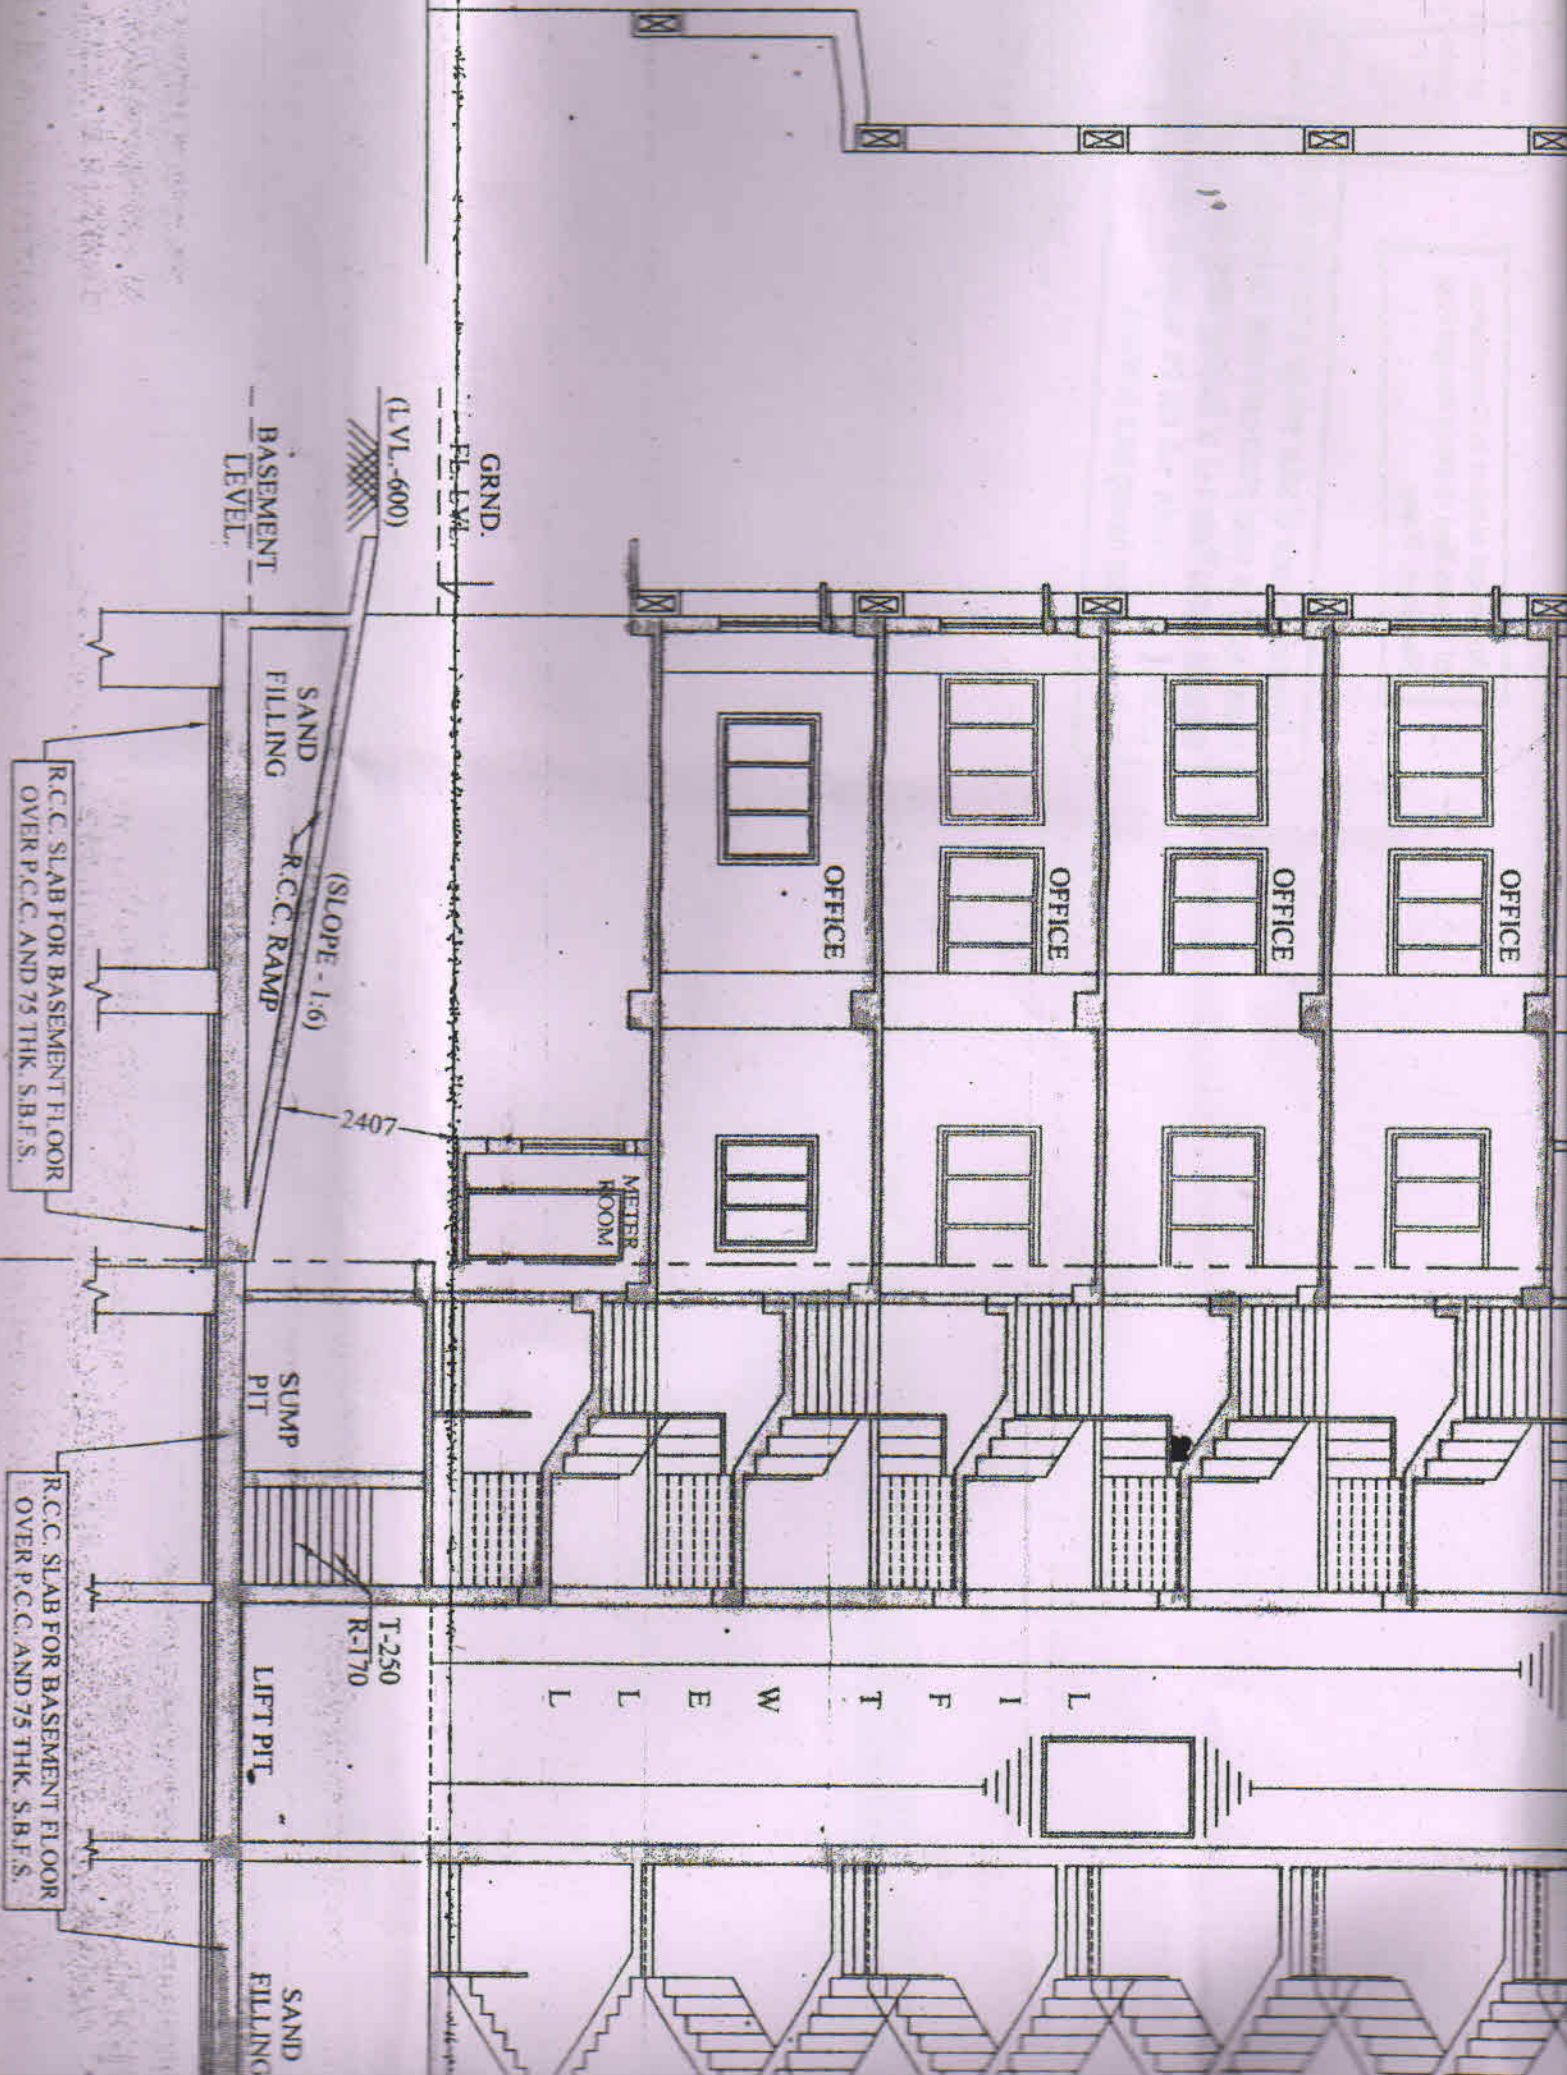 OFFICE
OFFICE
OFFICE
OFFICE
METER
ROOM
LIFT WELL
GRND.
FL. LVL.
(LVL.-600)
BASEMENT
LEVEL.
2407
(SLOPE - 1:6)
R.C.C. RAMP
SAND
FILLING
SUMP
PIT
T-250
R-170
LIFT PIT
SAND
FILLING
R.C.C. SLAB FOR BASEMENT FLOOR
OVER P.C.C. AND 75 THK. S.B.F.S.
R.C.C. SLAB FOR BASEMENT FLOOR
OVER P.C.C. AND 75 THK. S.B.F.S.